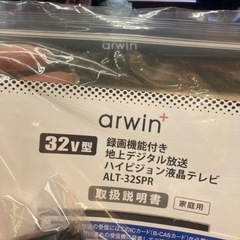 arwin+
32V型
録画機能付き
地上デジタル放送
ハイビジョン液晶テレビ
ALT-32SPR
家庭用
取扱説明書